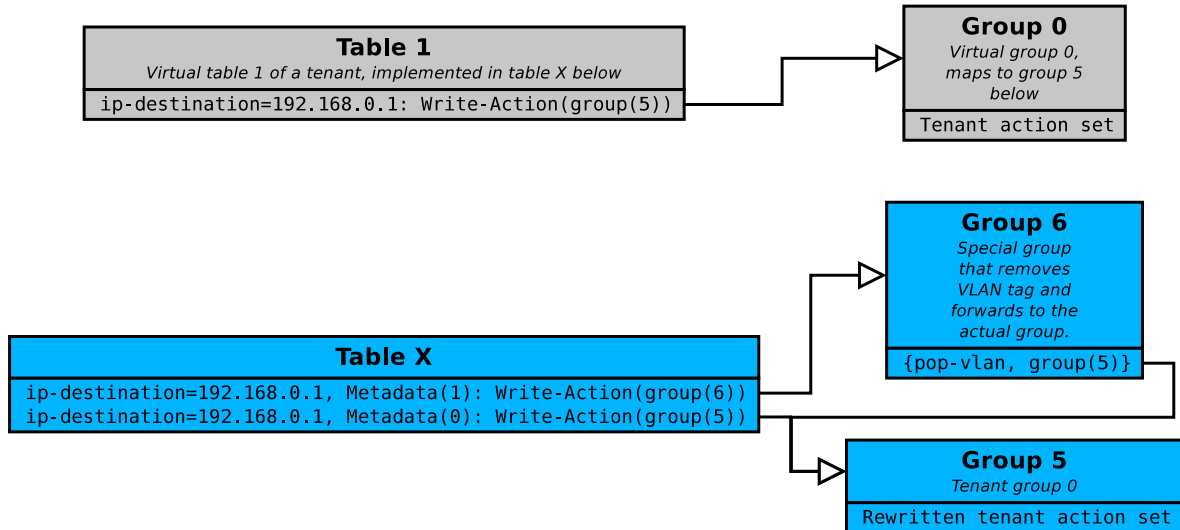 Table 1
Virtual table 1 of a tenant, implemented in table X below
ip-destination=192.168.0.1: Write-Action(group(5))
Group 0
Virtual group 0,
maps to group 5
below
Tenant action set
Group 6
Special group
that removes
VLAN tag and
forwards to the
actual group.
{pop-vlan, group(5)}
Table X
ip-destination=192.168.0.1, Metadata(1): Write-Action(group(6))
ip-destination=192.168.0.1, Metadata(0): Write-Action(group(5))
Group 5
Tenant group 0
Rewritten tenant action set